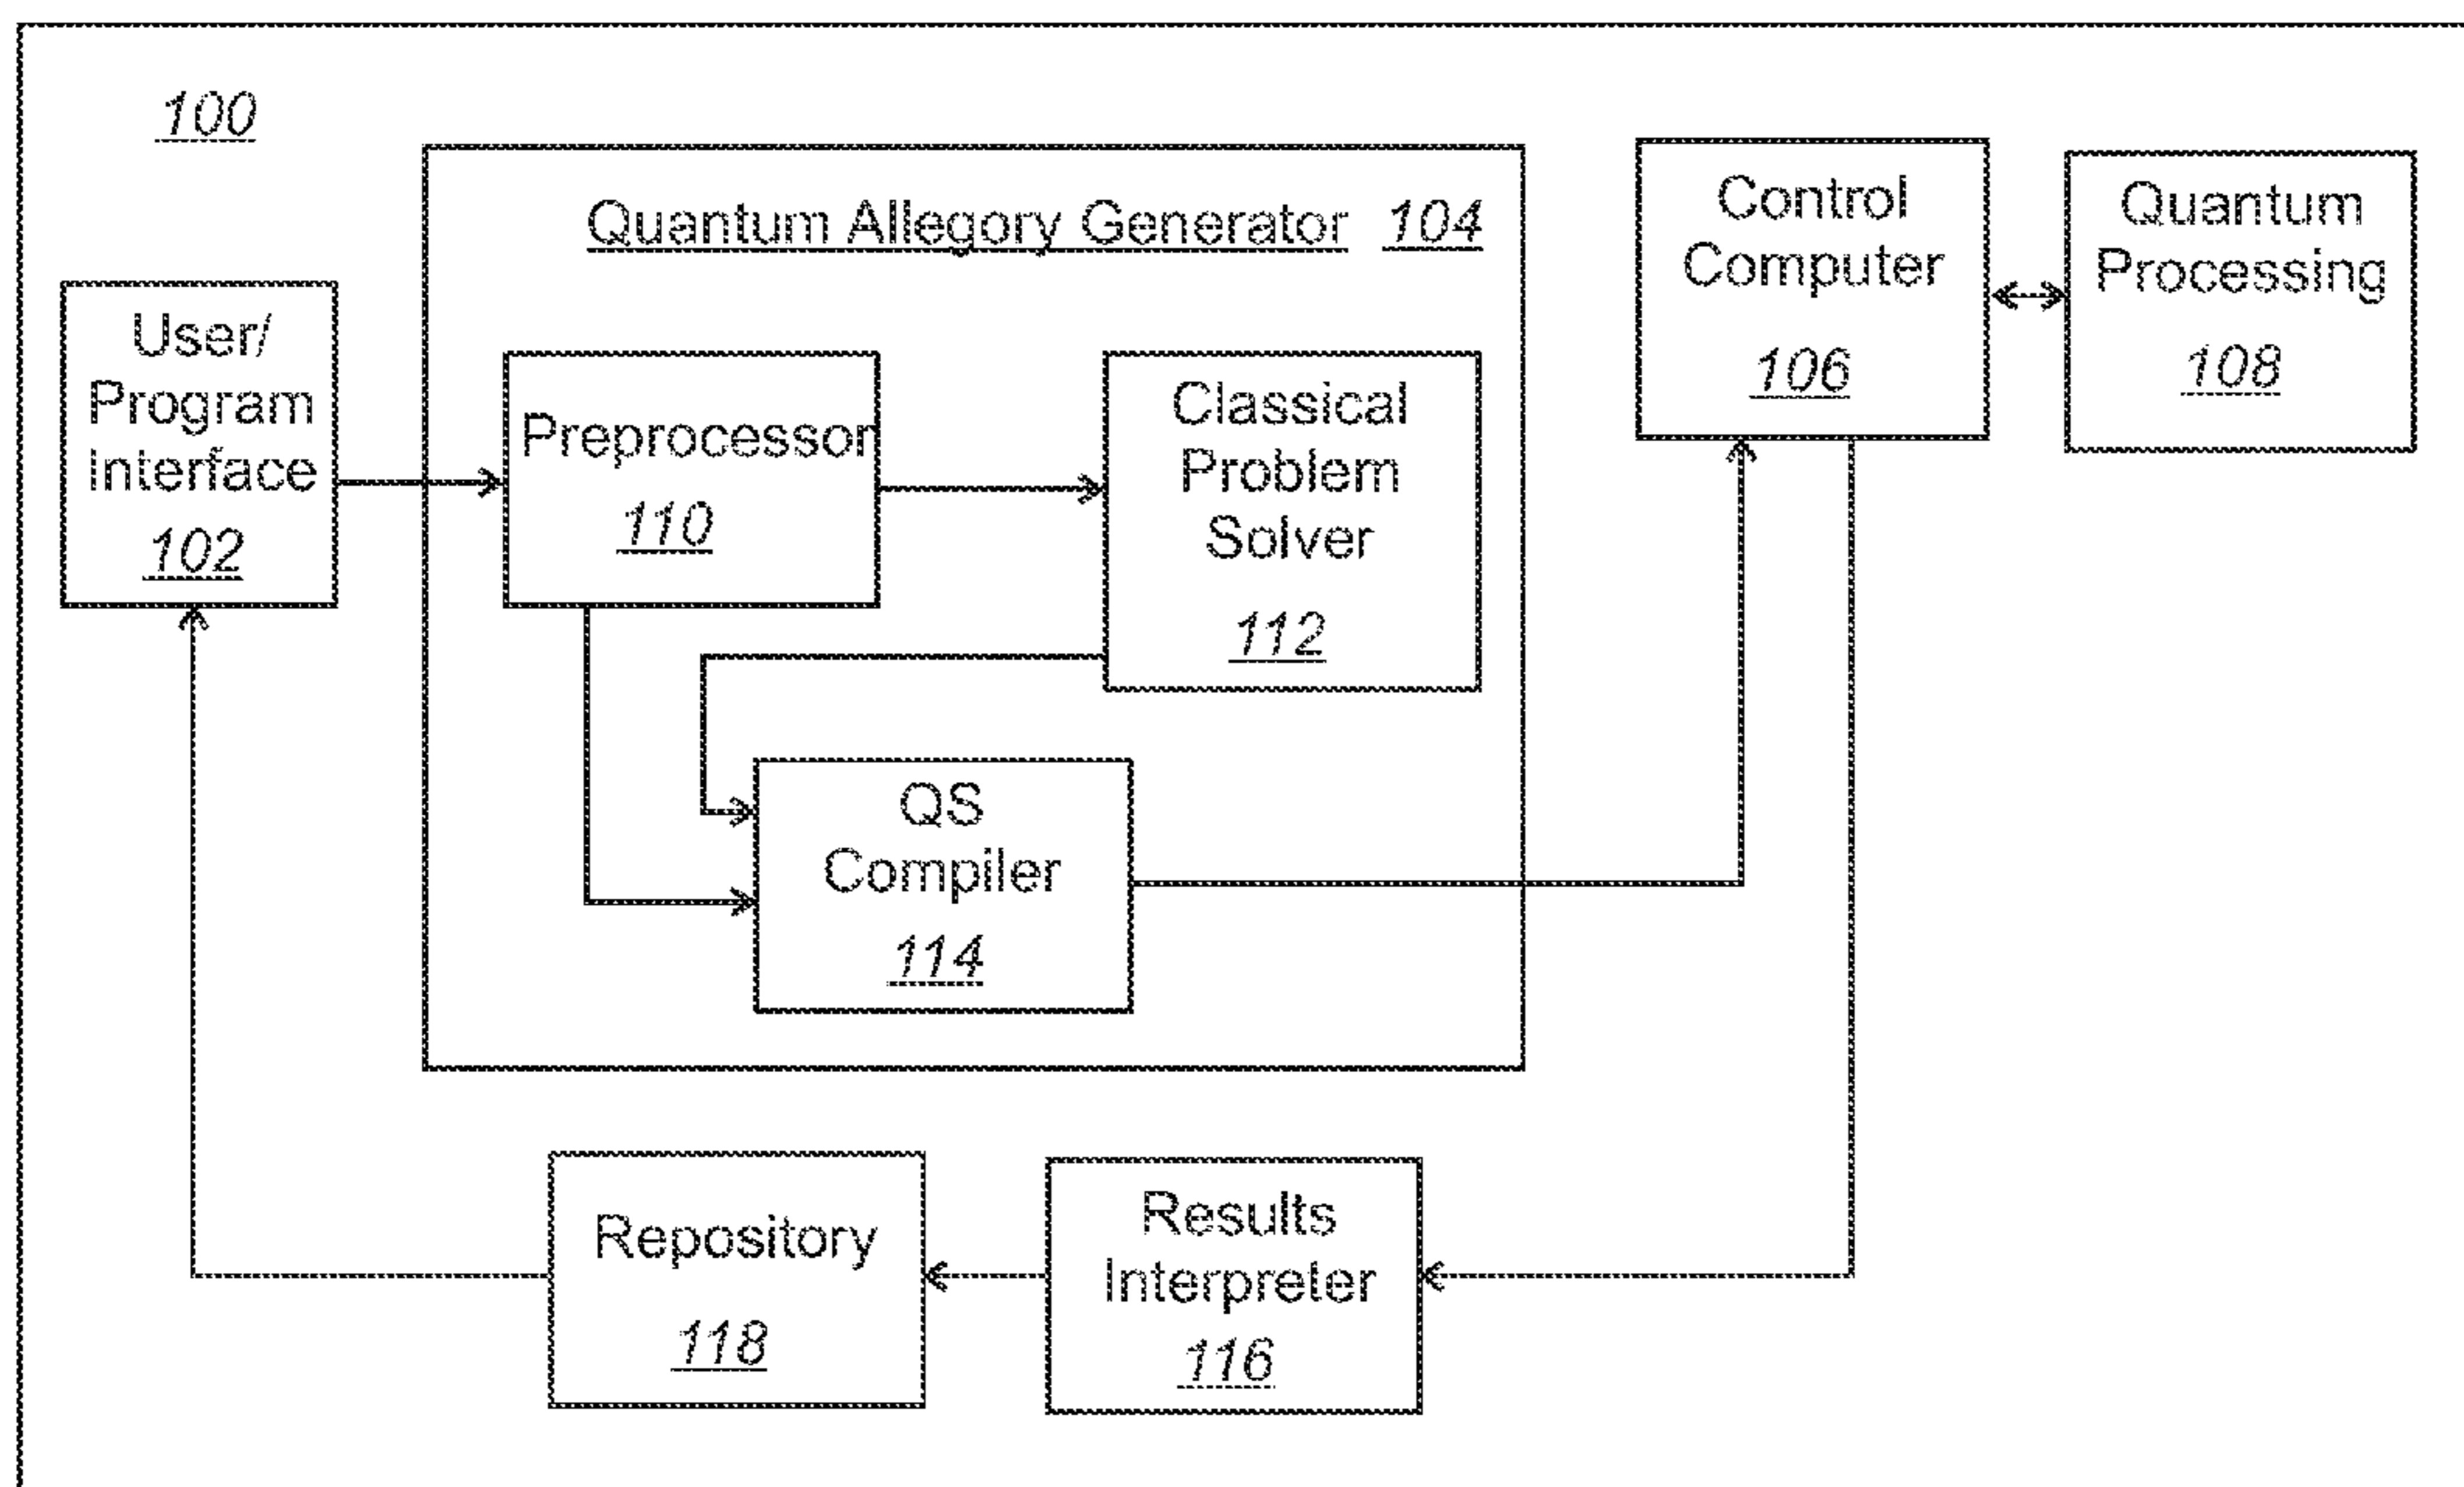 100
Quantum Allegory Generator 104
User/
Program
Interface
102
Preprocessor
110
Classical
Problem
Solver
112
QS
Compiler
114
Control
Computer
106
Quantum
Processing
108
Repository
118
Results
Interpreter
116